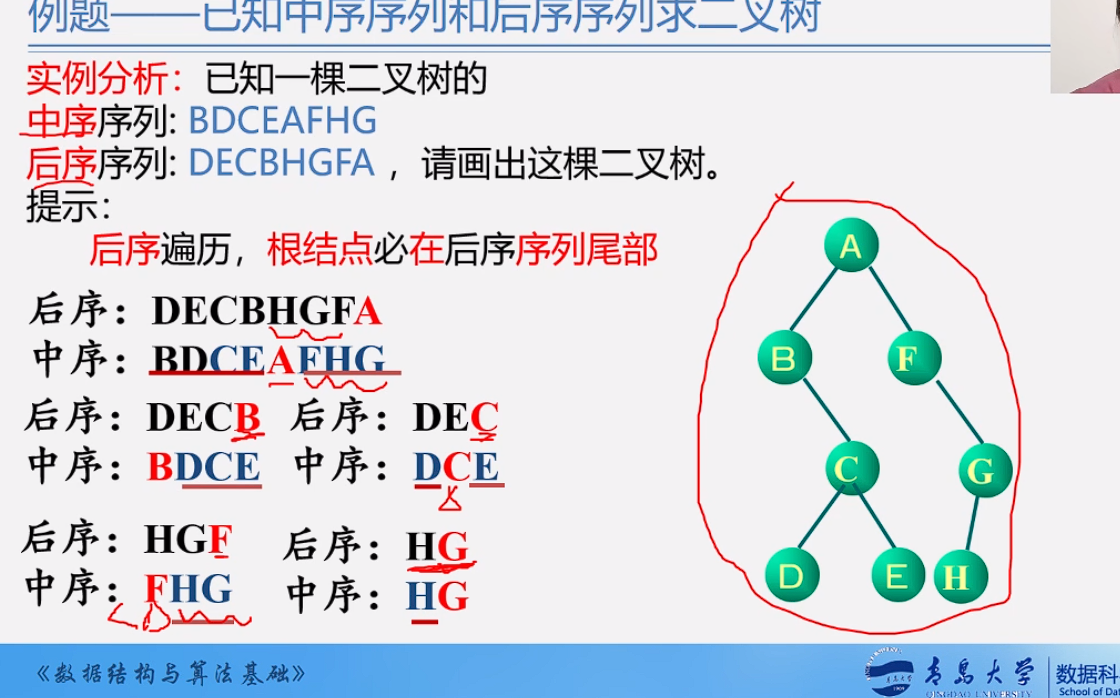 例题——已知中序序列和后序序列求二叉树
实例分析：已知一棵二叉树的
中序序列: BDCEAFHG
后序序列: DECBHGFA ，请画出这棵二叉树。
提示：
后序遍历，根结点必在后序序列尾部
后序：DECBHGFA
中序：BDCEAFHG
后序：DECB 后序：DEC
中序：BDCE 中序：DCE
后序：HGF 后序：HG
中序：FHG 中序：HG
A
B F
C G
D E H
《数据结构与算法基础》
青岛大学
QINGDAO UNIVERSITY
1909
数据科